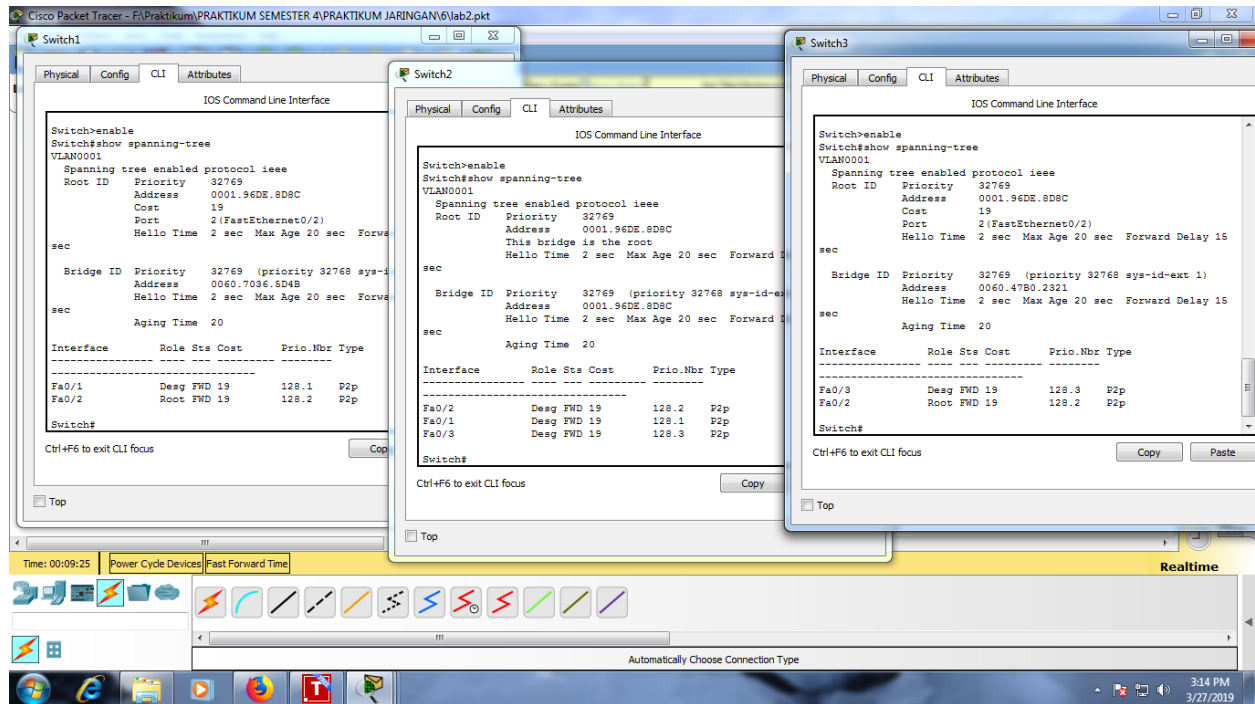 Cisco Packet Tracer - F:\Praktikum\PRAKTIKUM SEMESTER 4\PRAKTIKUM JARINGAN\6\lab2.pkt
Switch1
Physical Config CLI Attributes
IOS Command Line Interface
Switch>enable
Switch#show spanning-tree
VLAN0001
Spanning tree enabled protocol ieee
Root ID Priority 32769
Address 0001.96DE.8D8C
Cost 19
Port 2(FastEthernet0/2)
Hello Time 2 sec Max Age 20 sec Forwa
sec
Bridge ID Priority 32769 (priority 32768 sys-i
Address 0060.7036.5D4B
Hello Time 2 sec Max Age 20 sec Forwa
sec
Aging Time 20
Interface Role Sts Cost Prio.Nbr Type
---------------- ---- --- --------- --------
--------------------------------
Fa0/1 Desg FWD 19 128.1 P2p
Fa0/2 Root FWD 19 128.2 P2p
Switch#
Ctrl+F6 to exit CLI focus
Cop
Top
Switch2
Physical Config CLI Attributes
IOS Command Line Interface
Switch>enable
Switch#show spanning-tree
VLAN0001
Spanning tree enabled protocol ieee
Root ID Priority 32769
Address 0001.96DE.8D8C
This bridge is the root
Hello Time 2 sec Max Age 20 sec Forward
sec
Bridge ID Priority 32769 (priority 32768 sys-id-ex
Address 0001.96DE.8D8C
Hello Time 2 sec Max Age 20 sec Forward
sec
Aging Time 20
Interface Role Sts Cost Prio.Nbr Type
---------------- ---- --- --------- --------
--------------------------------
Fa0/2 Desg FWD 19 128.2 P2p
Fa0/1 Desg FWD 19 128.1 P2p
Fa0/3 Desg FWD 19 128.3 P2p
Switch#
Ctrl+F6 to exit CLI focus
Copy
Top
Switch3
Physical Config CLI Attributes
IOS Command Line Interface
Switch>enable
Switch#show spanning-tree
VLAN0001
Spanning tree enabled protocol ieee
Root ID Priority 32769
Address 0001.96DE.8D8C
Cost 19
Port 2(FastEthernet0/2)
Hello Time 2 sec Max Age 20 sec Forward Delay 15
sec
Bridge ID Priority 32769 (priority 32768 sys-id-ext 1)
Address 0060.47B0.2321
Hello Time 2 sec Max Age 20 sec Forward Delay 15
sec
Aging Time 20
Interface Role Sts Cost Prio.Nbr Type
---------------- ---- --- --------- --------
--------------------------------
Fa0/3 Desg FWD 19 128.3 P2p
Fa0/2 Root FWD 19 128.2 P2p
Switch#
Ctrl+F6 to exit CLI focus
Copy Paste
Top
Time: 00:09:25 Power Cycle Devices Fast Forward Time
Realtime
Automatically Choose Connection Type
3:14 PM
3/27/2019